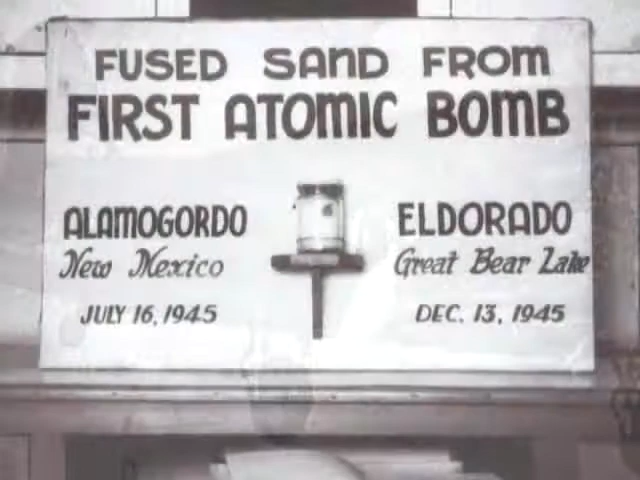 FUSED SAND FROM
FIRST ATOMIC BOMB
ALAMOGORDO
New Mexico
JULY 16, 1945
ELDORADO
Great Bear Lake
DEC. 13, 1945